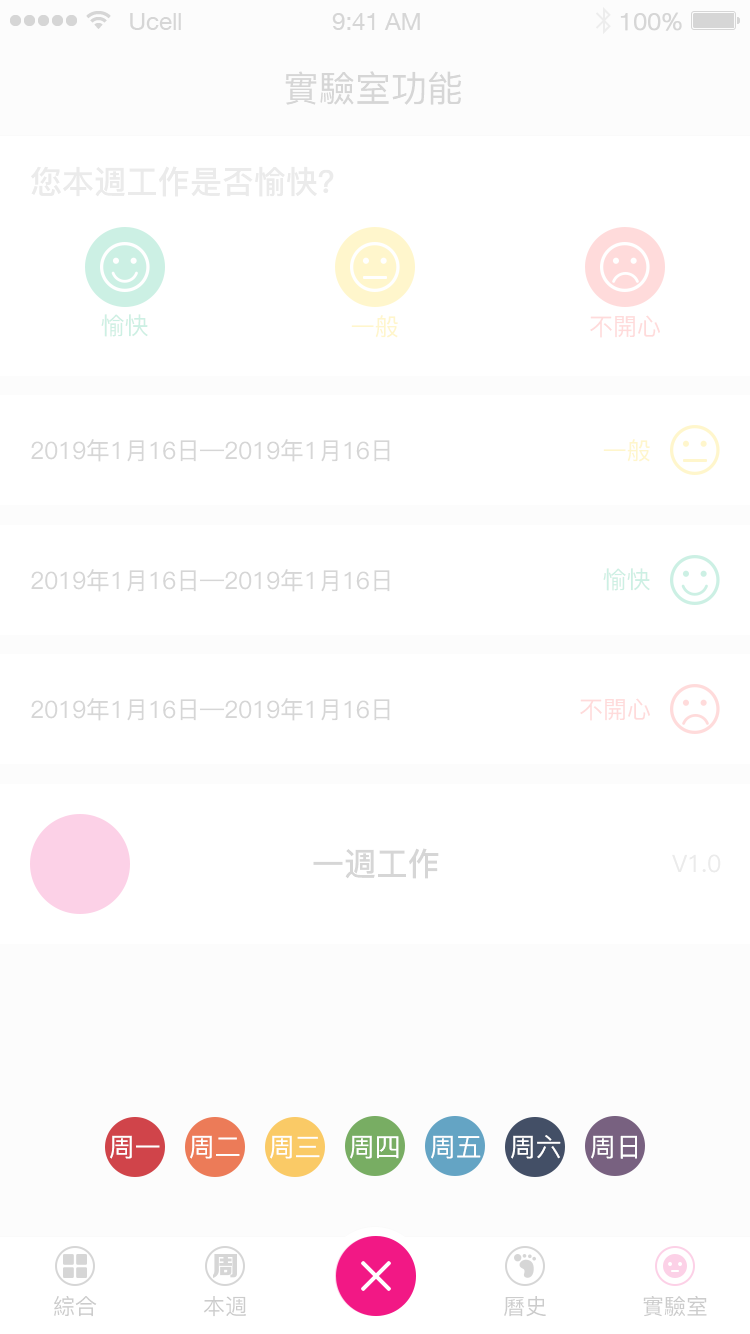 Ucell 9:41 AM 100%
實驗室功能
您本週工作是否愉快?
愉快 一般 不開心
2019年1月16日—2019年1月16日 一般
2019年1月16日—2019年1月16日 愉快
2019年1月16日—2019年1月16日 不開心
一週工作 V1.0
周一 周二 周三 周四 周五 周六 周日
周
綜合 本週 曆史 實驗室